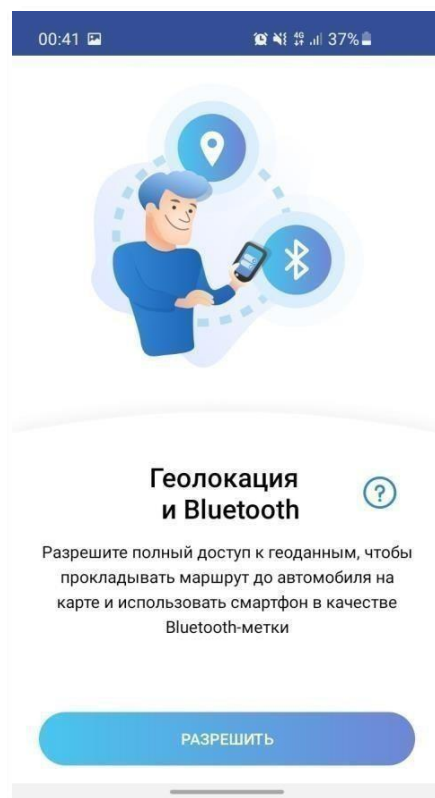 00:41 4G 37%
Геолокация
и Bluetooth
?
Разрешите полный доступ к геоданным, чтобы
прокладывать маршрут до автомобиля на
карте и использовать смартфон в качестве
Bluetooth-метки
РАЗРЕШИТЬ